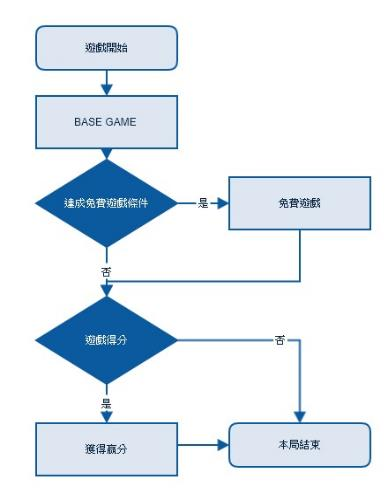 遊戲開始
BASE GAME
達成免費遊戲條件
是
免費遊戲
否
遊戲得分
否
是
獲得贏分
本局結束